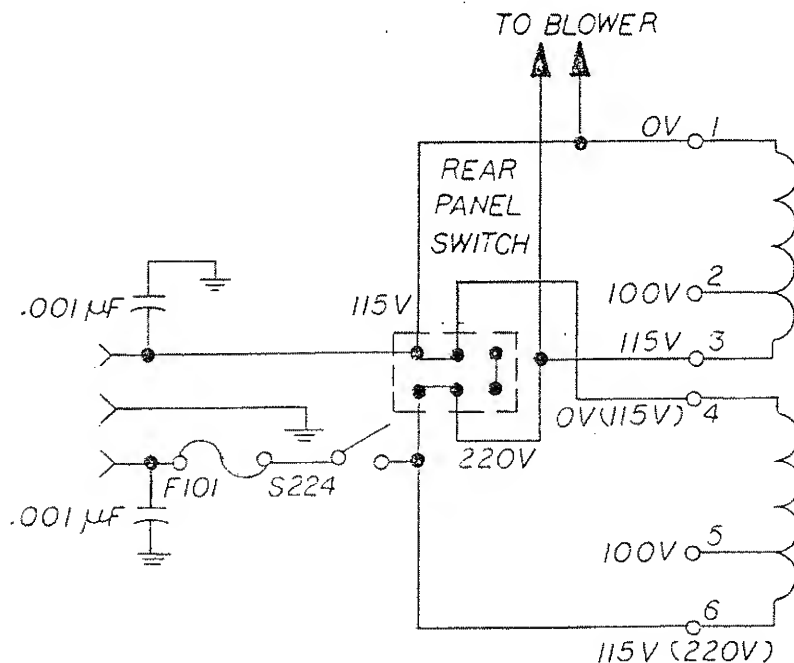 TO BLOWER
0V 1
REAR
PANEL
SWITCH
100V 2
.001 µF
115V
115V 3
0V(115V) 4
220V
F101
S224
.001 µF
100V 5
6
115V (220V)